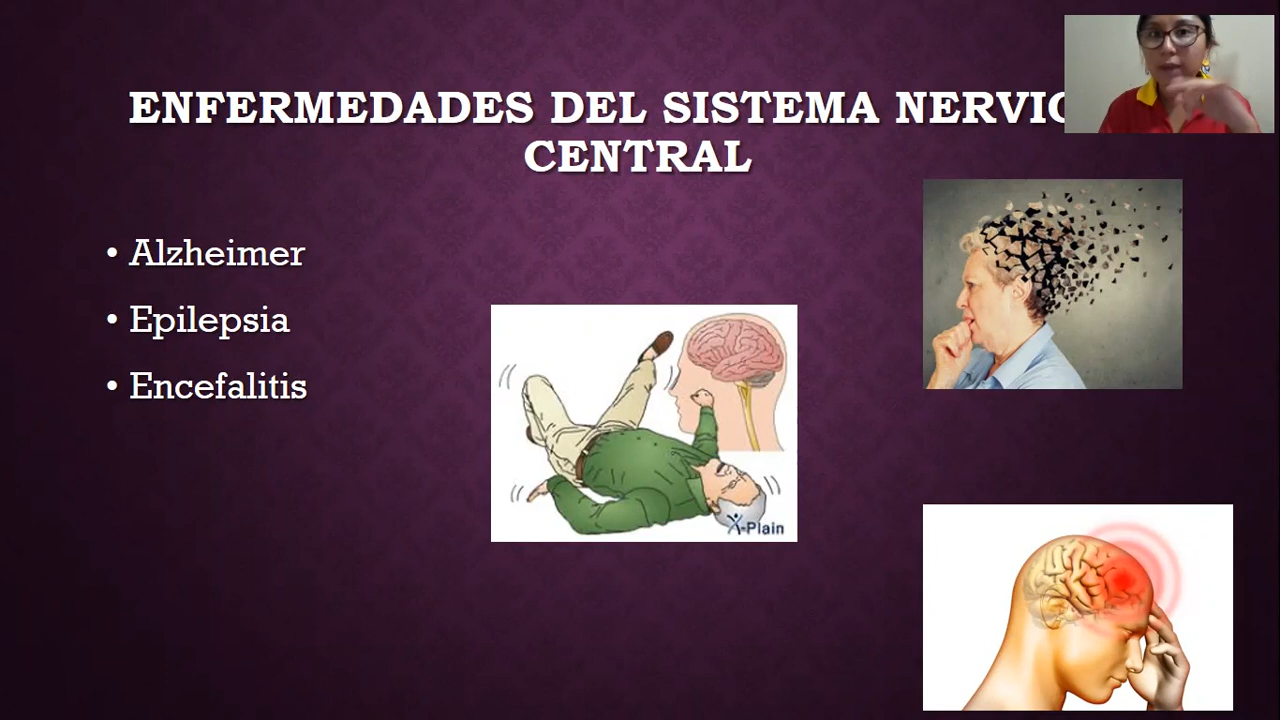 ENFERMEDADES DEL SISTEMA
CENTRAL
• Alzheimer
• Epilepsia
• Encefalitis
X-Plain